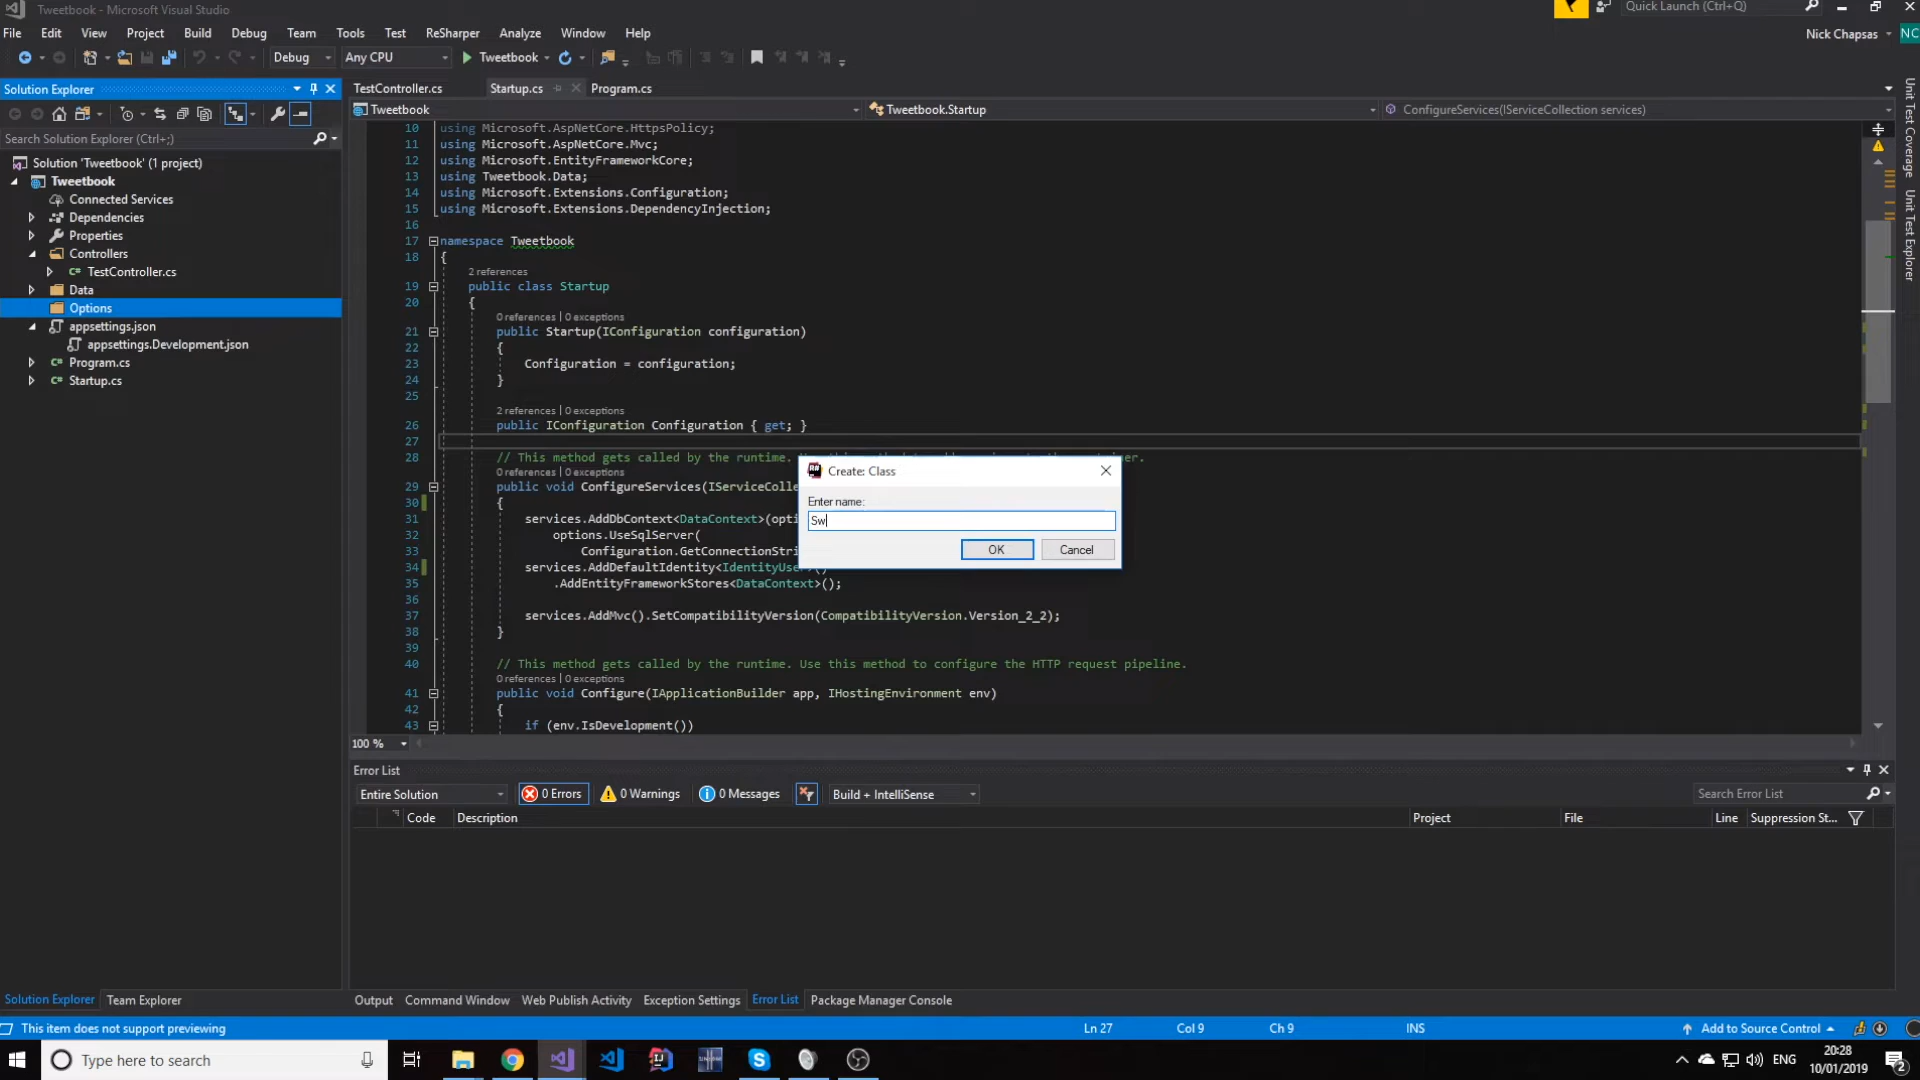 Tweetbook - Microsoft Visual Studio
Quick Launch (Ctrl+Q)
File Edit View Project Build Debug Team Tools Test ReSharper Analyze Window Help
Nick Chapsas NC
Debug Any CPU Tweetbook
Solution Explorer
TestController.cs Startup.cs Program.cs
Tweetbook Tweetbook.Startup ConfigureServices(IServiceCollection services)
Search Solution Explorer (Ctrl+;)
Solution 'Tweetbook' (1 project)
Tweetbook
Connected Services
Dependencies
Properties
Controllers
TestController.cs
Data
Options
appsettings.json
appsettings.Development.json
Program.cs
Startup.cs
10 using Microsoft.AspNetCore.HttpsPolicy;
11 using Microsoft.AspNetCore.Mvc;
12 using Microsoft.EntityFrameworkCore;
13 using Tweetbook.Data;
14 using Microsoft.Extensions.Configuration;
15 using Microsoft.Extensions.DependencyInjection;
16
17 namespace Tweetbook
18 {
2 references
19 public class Startup
20 {
0 references | 0 exceptions
21 public Startup(IConfiguration configuration)
22 {
23 Configuration = configuration;
24 }
25
2 references | 0 exceptions
26 public IConfiguration Configuration { get; }
27
28 // This method gets called by the runtime.
0 references | 0 exceptions
29 public void ConfigureServices(IServiceColle
30 {
31 services.AddDbContext<DataContext>(opti
32 options.UseSqlServer(
33 Configuration.GetConnectionStri
34 services.AddDefaultIdentity<IdentityUser>()
35 .AddEntityFrameworkStores<DataContext>();
36
37 services.AddMvc().SetCompatibilityVersion(CompatibilityVersion.Version_2_2);
38 }
39
40 // This method gets called by the runtime. Use this method to configure the HTTP request pipeline.
0 references | 0 exceptions
41 public void Configure(IApplicationBuilder app, IHostingEnvironment env)
42 {
43 if (env.IsDevelopment())
Create: Class
Enter name:
Sw
OK Cancel
100 %
Error List
Entire Solution 0 Errors 0 Warnings 0 Messages Build + IntelliSense Search Error List
Code Description Project File Line Suppression St...
Solution Explorer Team Explorer
Output Command Window Web Publish Activity Exception Settings Error List Package Manager Console
This item does not support previewing Ln 27 Col 9 Ch 9 INS Add to Source Control
Type here to search
ENG
20:28
10/01/2019
2
Unit Test Coverage
Unit Test Explorer